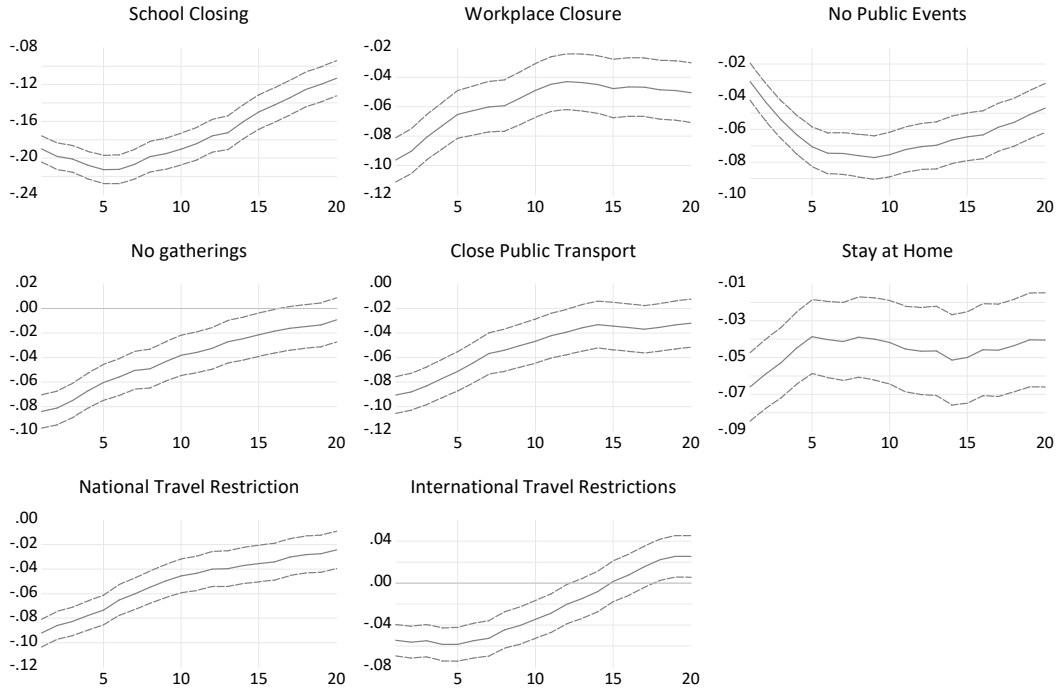 School Closing
-.08
-.12
-.16
-.20
-.24
5 10 15 20
Workplace Closure
-.02
-.04
-.06
-.08
-.10
-.12
5 10 15 20
No Public Events
-.02
-.04
-.06
-.08
-.10
5 10 15 20
No gatherings
.02
.00
-.02
-.04
-.06
-.08
-.10
5 10 15 20
Close Public Transport
.00
-.02
-.04
-.06
-.08
-.10
-.12
5 10 15 20
Stay at Home
-.01
-.03
-.05
-.07
-.09
5 10 15 20
National Travel Restriction
.00
-.02
-.04
-.06
-.08
-.10
-.12
5 10 15 20
International Travel Restrictions
.04
.00
-.04
-.08
5 10 15 20